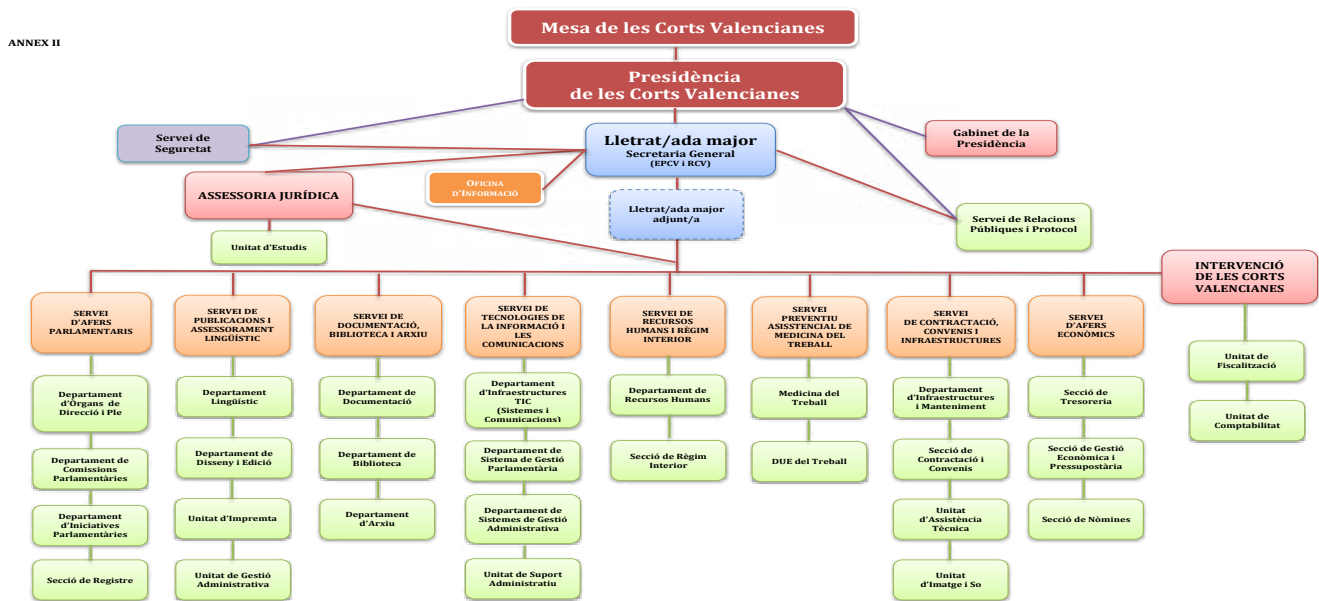 ANNEX II
Mesa de les Corts Valencianes
Presidència
de les Corts Valencianes
Servei de
Seguretat
Lletrat/ada major
Secretaria General
(EPCV i RCV)
Gabinet de la
Presidència
ASSESSORIA JURÍDICA
OFICINA
D'INFORMACIÓ
Lletrat/ada major
adjunt/a
Servei de Relacions
Públiques i Protocol
Unitat d'Estudis
INTERVENCIÓ
DE LES CORTS
VALENCIANES
SERVEI
D'AFERS
PARLAMENTARIS
SERVEI DE
PUBLICACIONS I
ASSESSORAMENT
LINGÜÍSTIC
SERVEI DE
DOCUMENTACIÓ,
BIBLIOTECA I ARXIU
SERVEI DE
TECNOLOGIES DE
LA INFORMACIÓ I
LES
COMUNICACIONS
SERVEI DE
RECURSOS
HUMANS I RÈGIM
INTERIOR
SERVEI
PREVENTIU
ASISSTENCIAL DE
MEDICINA DEL
TREBALL
SERVEI
DE CONTRACTACIÓ,
CONVENIS I
INFRAESTRUCTURES
SERVEI
D'AFERS
ECONÒMICS
Unitat de
Fiscalització
Unitat de
Comptabilitat
Departament
d'Òrgans de
Direcció i Ple
Departament
Lingüístic
Departament de
Documentació
Departament
d'Infraestructures
TIC
(Sistemes i
Comunicacions)
Departament de
Recursos Humans
Medicina del
Treball
Departament
d'Infraestructures
i Manteniment
Secció de
Tresoreria
Departament de
Comissions
Parlamentàries
Departament de
Disseny i Edició
Departament de
Biblioteca
Departament de
Sistema de Gestió
Parlamentària
Secció de Règim
Interior
DUE del Treball
Secció de
Contractació i
Convenis
Secció de Gestió
Econòmica i
Pressupostària
Departament
d'Iniciatives
Parlamentàries
Unitat d'Impremta
Departament
d'Arxiu
Departament de
Sistemes de Gestió
Administrativa
Unitat
d'Assistència
Tècnica
Secció de Nòmines
Secció de Registre
Unitat de Gestió
Administrativa
Unitat de Suport
Administratiu
Unitat
d'Imatge i So